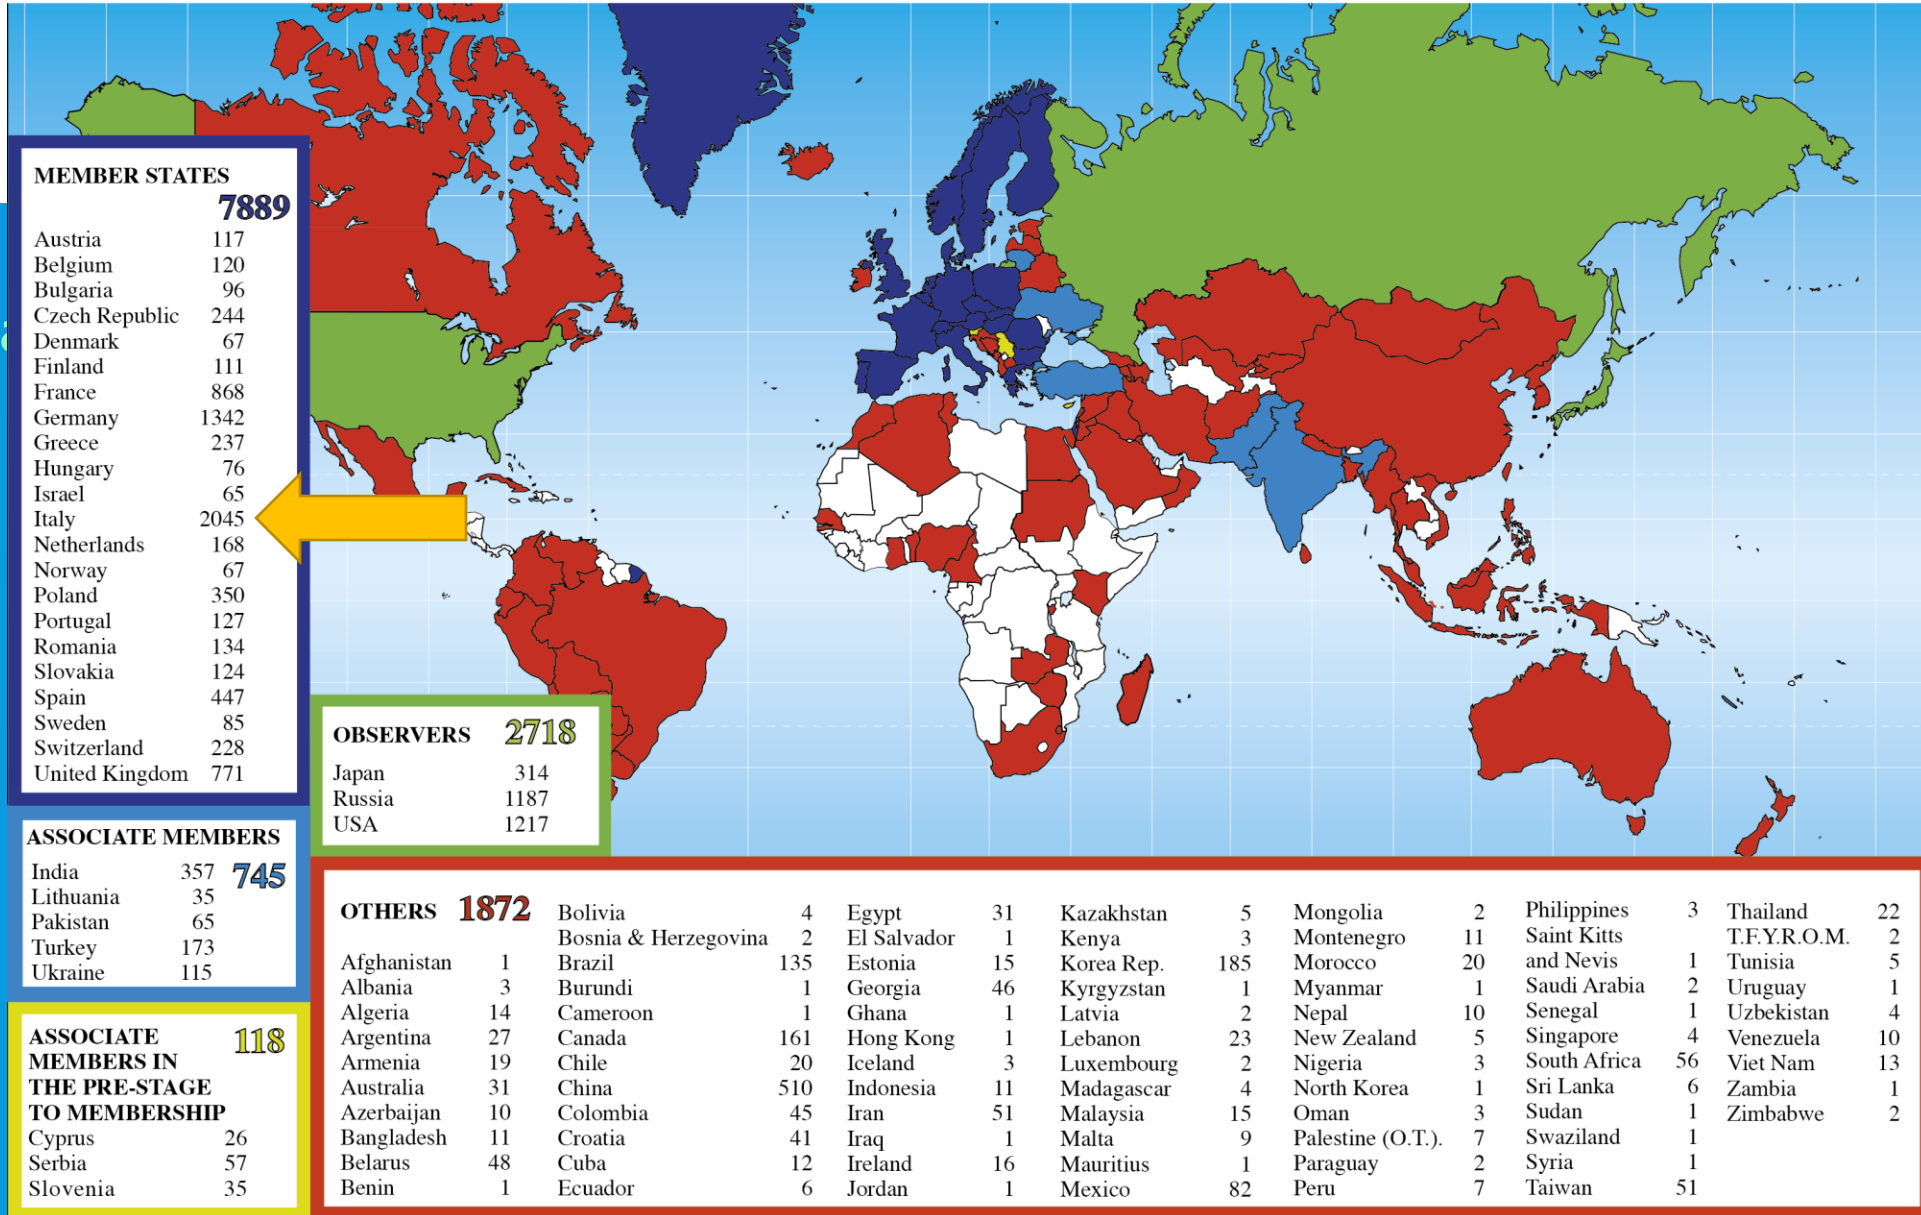 MEMBER STATES
7889
Austria 117
Belgium 120
Bulgaria 96
Czech Republic 244
Denmark 67
Finland 111
France 868
Germany 1342
Greece 237
Hungary 76
Israel 65
Italy 2045
Netherlands 168
Norway 67
Poland 350
Portugal 127
Romania 134
Slovakia 124
Spain 447
Sweden 85
Switzerland 228
United Kingdom 771
ASSOCIATE MEMBERS
745
India 357
Lithuania 35
Pakistan 65
Turkey 173
Ukraine 115
ASSOCIATE 118
MEMBERS IN
THE PRE-STAGE
TO MEMBERSHIP
Cyprus 26
Serbia 57
Slovenia 35
OBSERVERS 2718
Japan 314
Russia 1187
USA 1217
OTHERS 1872
Afghanistan 1
Albania 3
Algeria 14
Argentina 27
Armenia 19
Australia 31
Azerbaijan 10
Bangladesh 11
Belarus 48
Benin 1
Bolivia 4
Bosnia & Herzegovina 2
Brazil 135
Burundi 1
Cameroon 1
Canada 161
Chile 20
China 510
Colombia 45
Croatia 41
Cuba 12
Ecuador 6
Egypt 31
El Salvador 1
Estonia 15
Georgia 46
Ghana 1
Hong Kong 1
Iceland 3
Indonesia 11
Iran 51
Iraq 1
Ireland 16
Jordan 1
Kazakhstan 5
Kenya 3
Korea Rep. 185
Kyrgyzstan 1
Latvia 2
Lebanon 23
Luxembourg 2
Madagascar 4
Malaysia 15
Malta 9
Mauritius 1
Mexico 82
Mongolia 2
Montenegro 11
Morocco 20
Myanmar 1
Nepal 10
New Zealand 5
Nigeria 3
North Korea 1
Oman 3
Palestine (O.T.). 7
Paraguay 2
Peru 7
Philippines 3
Saint Kitts
and Nevis 1
Saudi Arabia 2
Senegal 1
Singapore 4
South Africa 56
Sri Lanka 6
Sudan 1
Swaziland 1
Syria 1
Taiwan 51
Thailand 22
T.F.Y.R.O.M. 2
Tunisia 5
Uruguay 1
Uzbekistan 4
Venezuela 10
Viet Nam 13
Zambia 1
Zimbabwe 2